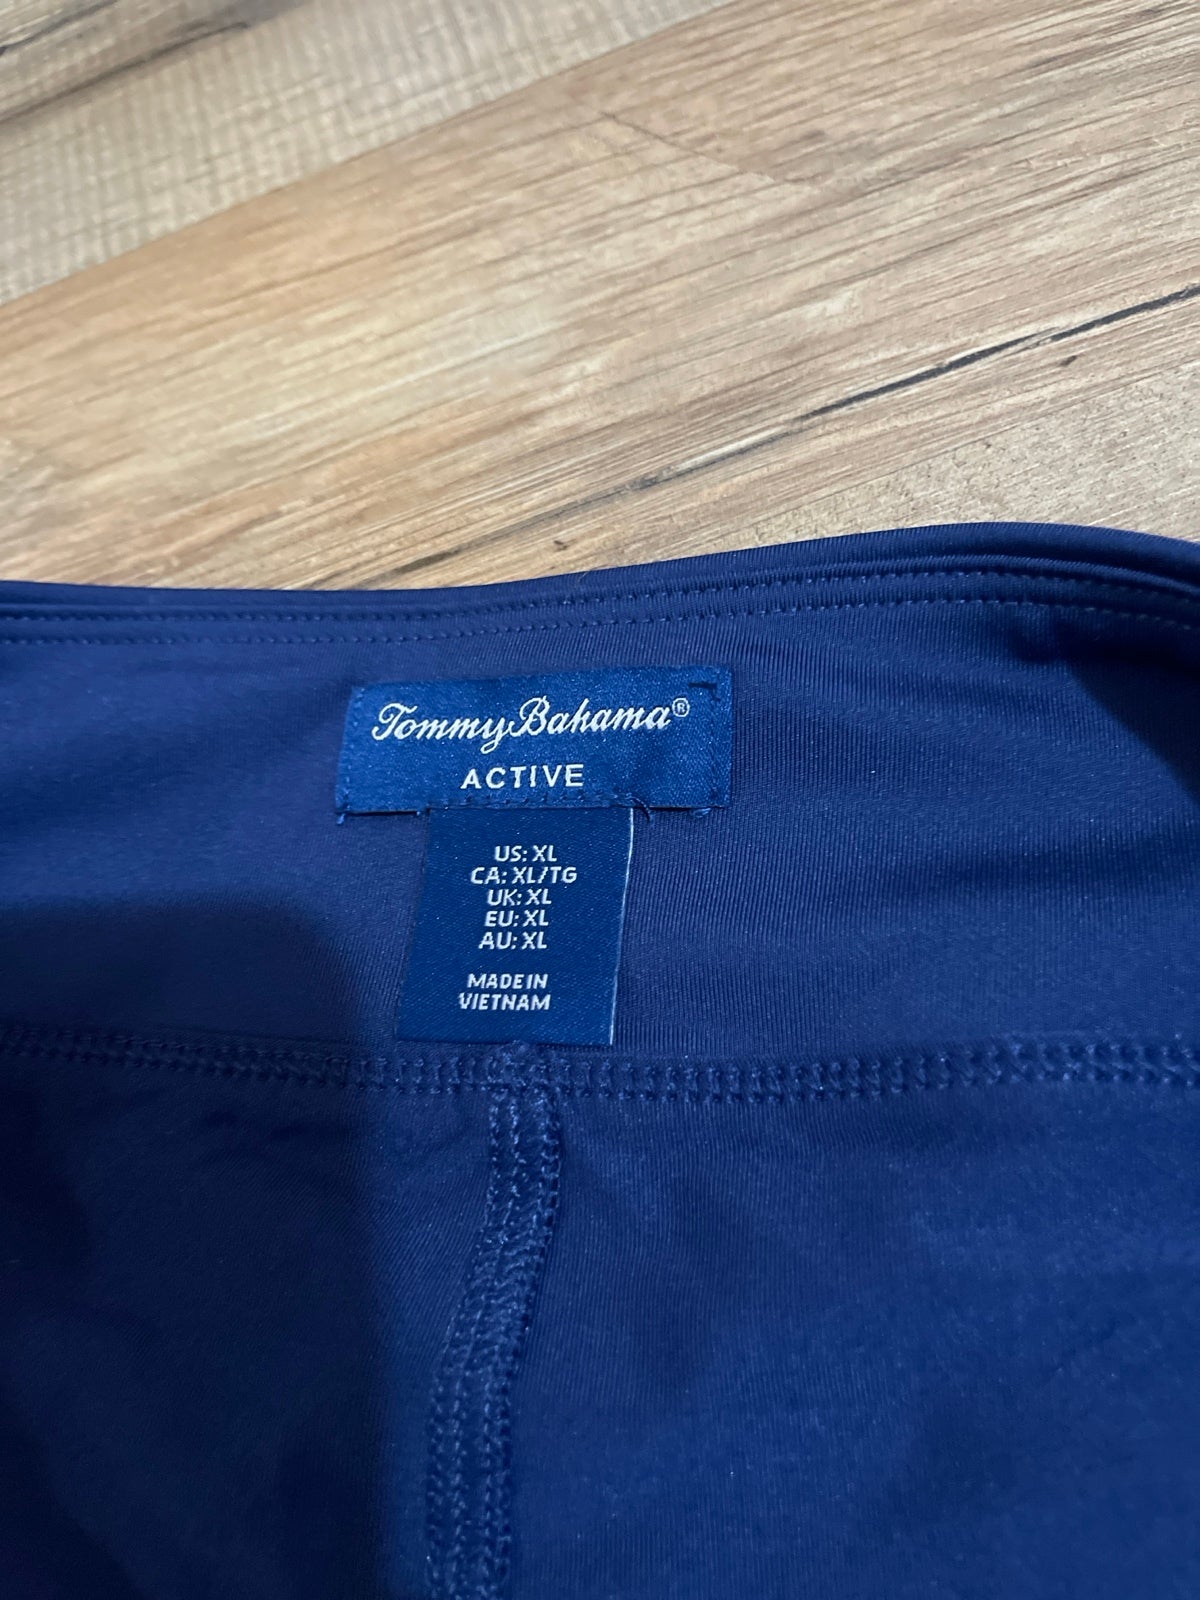 Tommy Bahama®
ACTIVE
US: XL
CA: XL/TG
UK: XL
EU: XL
AU: XL
MADE IN
VIETNAM